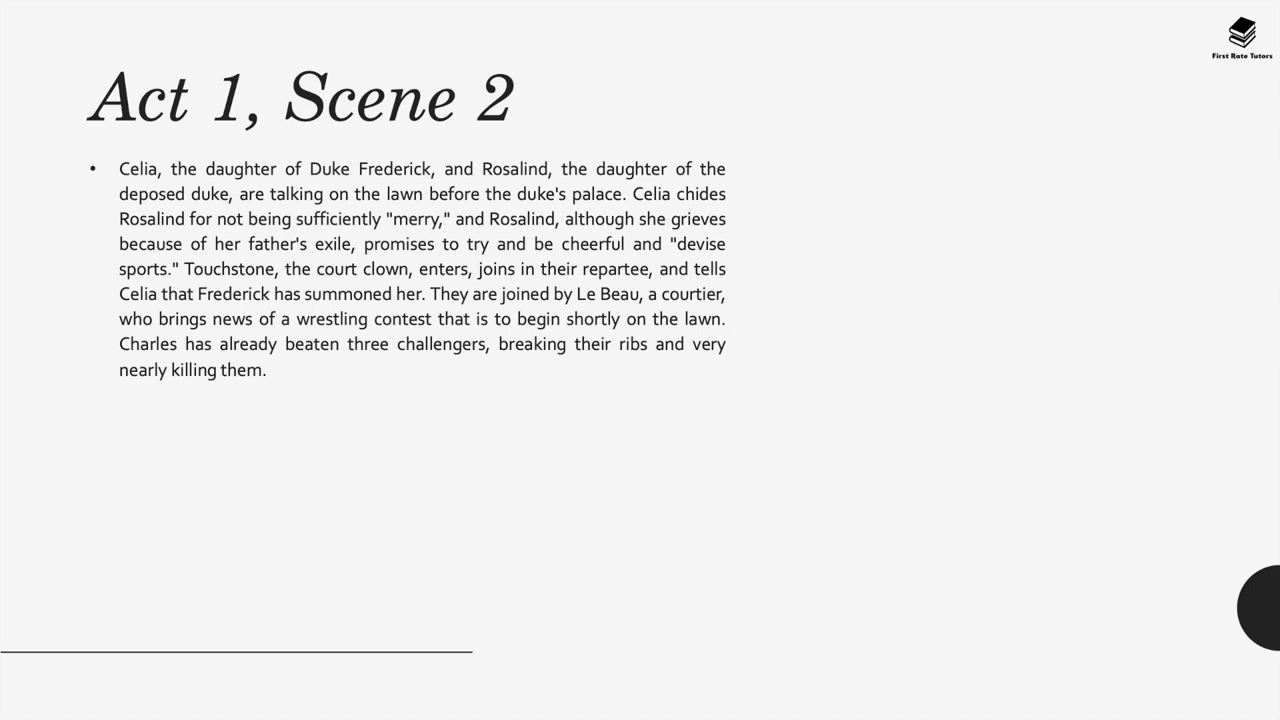 First Rate Tutors
Act 1, Scene 2
• Celia, the daughter of Duke Frederick, and Rosalind, the daughter of the
deposed duke, are talking on the lawn before the duke's palace. Celia chides
Rosalind for not being sufficiently "merry," and Rosalind, although she grieves
because of her father's exile, promises to try and be cheerful and "devise
sports." Touchstone, the court clown, enters, joins in their repartee, and tells
Celia that Frederick has summoned her. They are joined by Le Beau, a courtier,
who brings news of a wrestling contest that is to begin shortly on the lawn.
Charles has already beaten three challengers, breaking their ribs and very
nearly killing them.